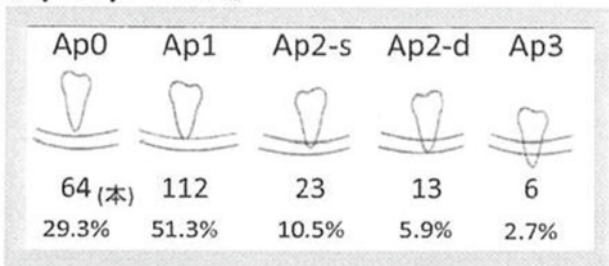 Ap0 Ap1 Ap2-s Ap2-d Ap3
64 (本) 112 23 13 6
29.3% 51.3% 10.5% 5.9% 2.7%